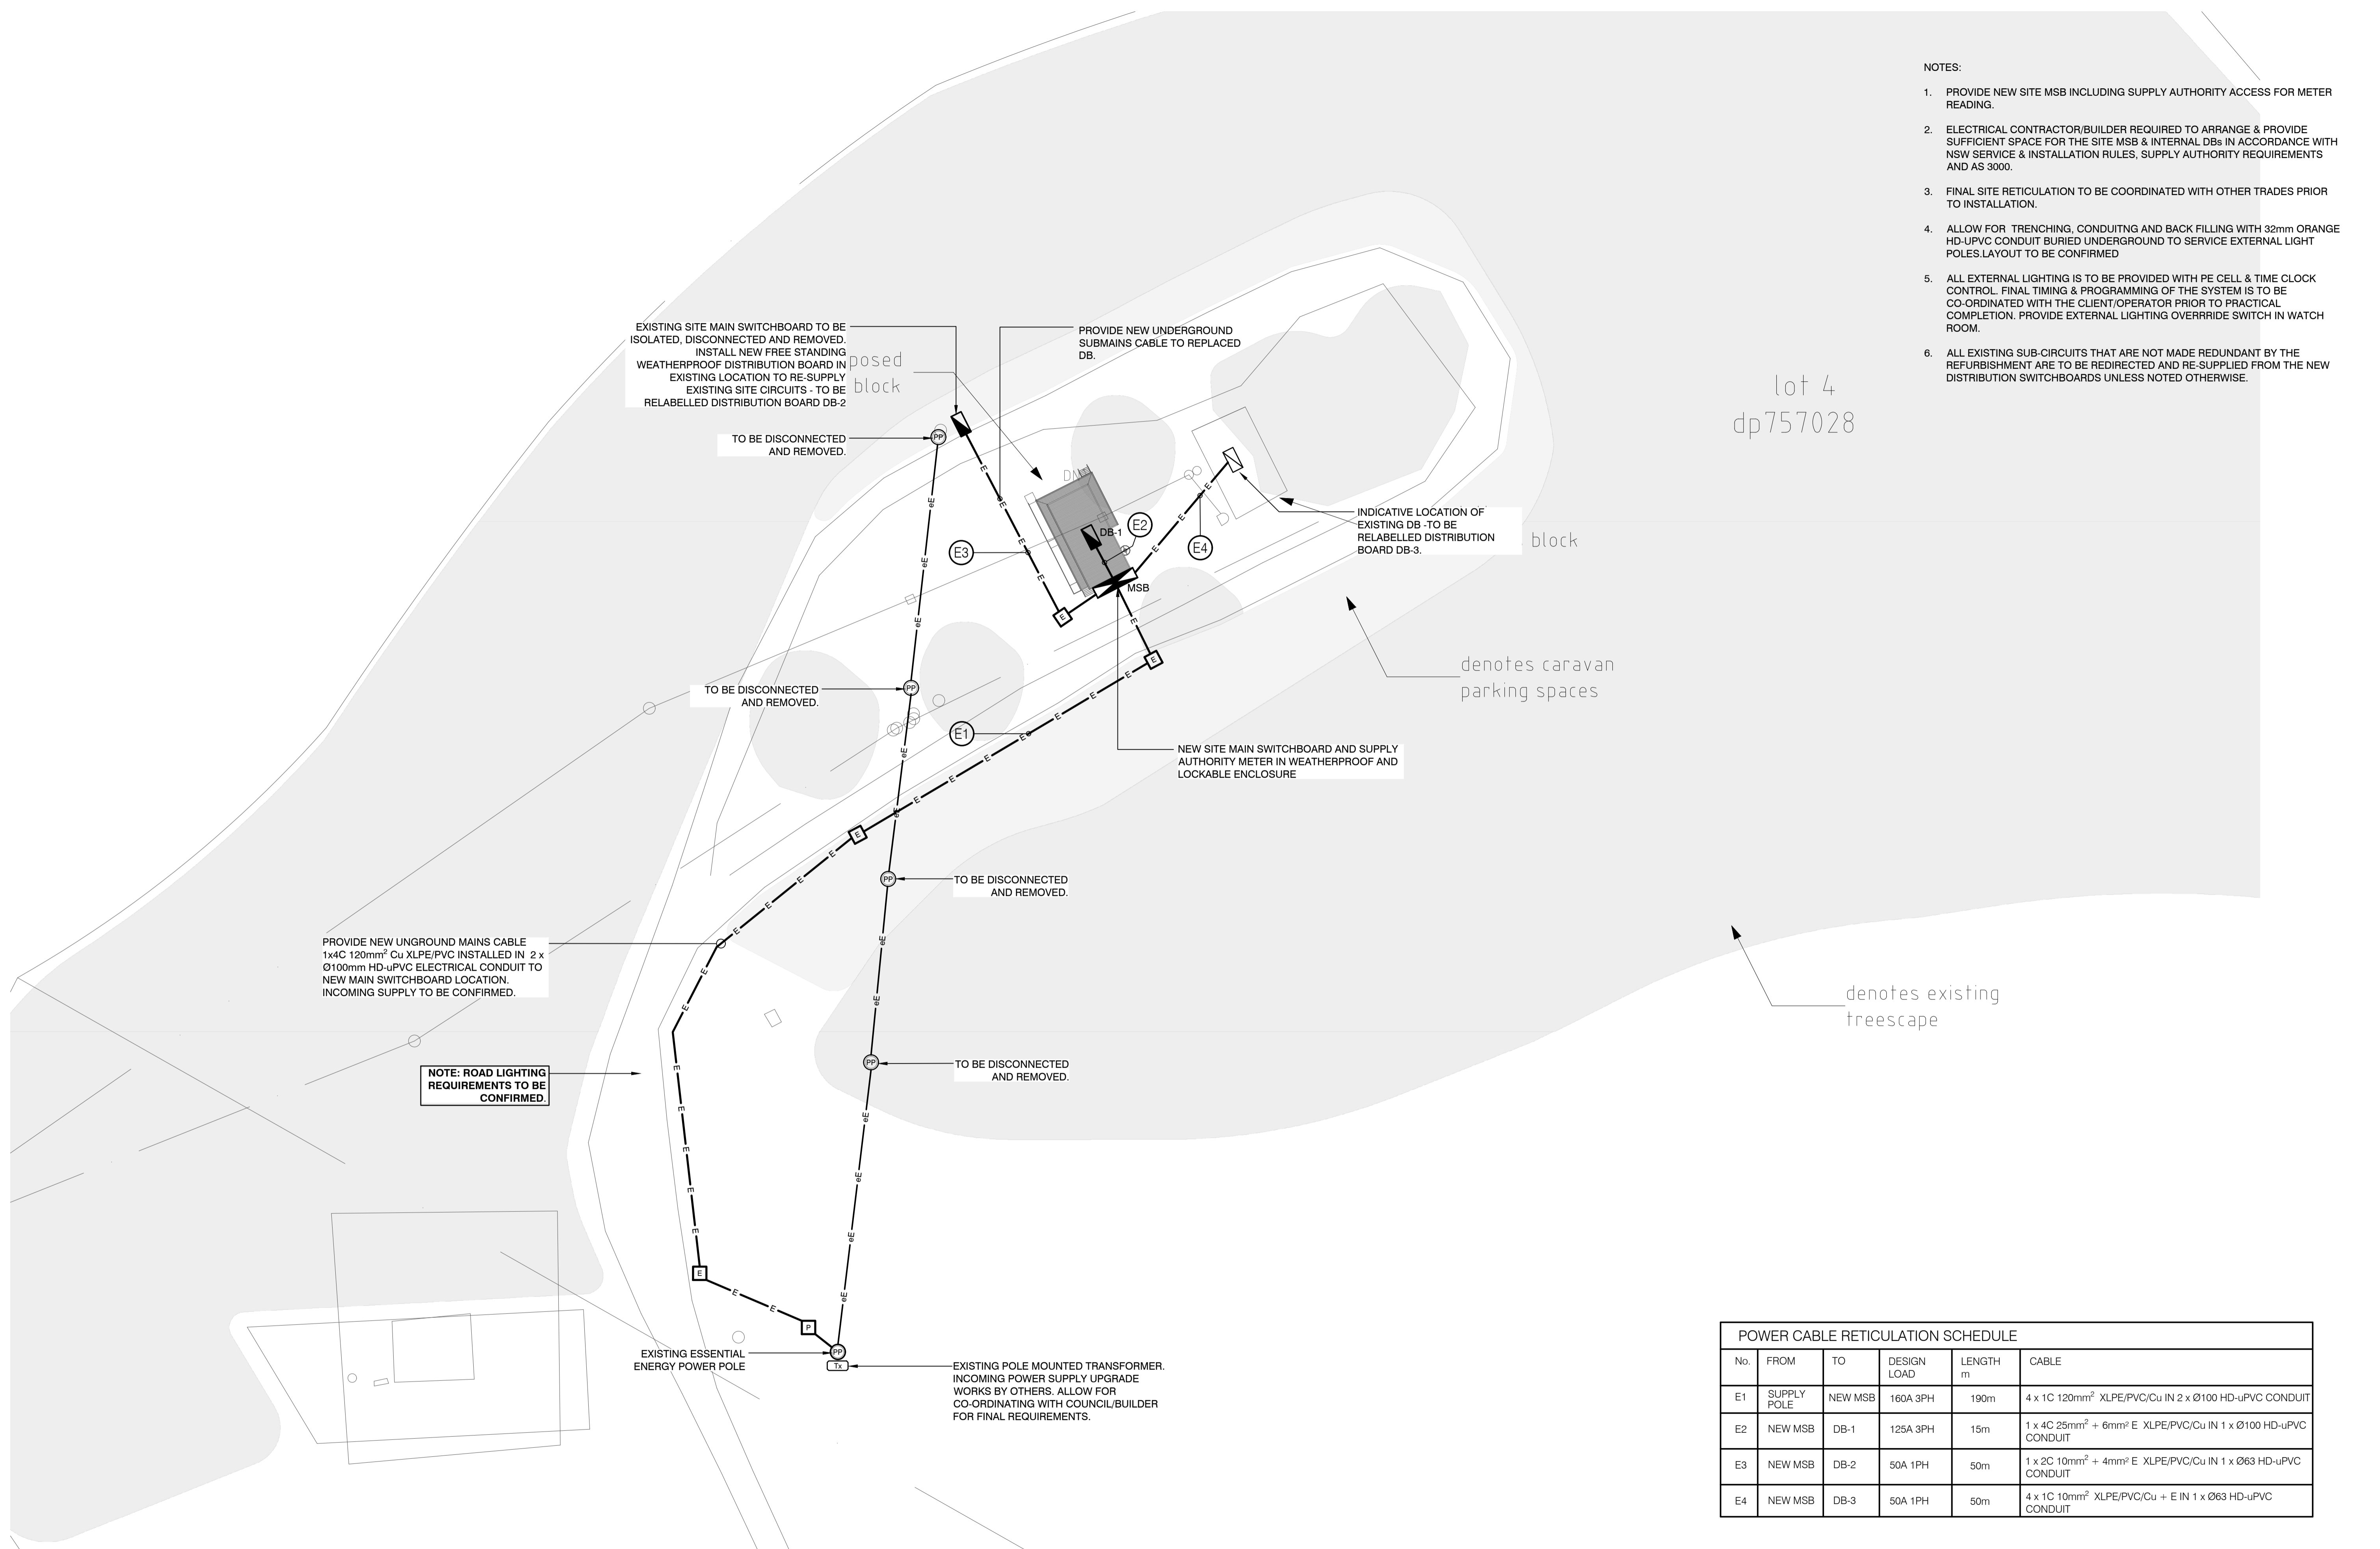 NOTES:
1. PROVIDE NEW SITE MSB INCLUDING SUPPLY AUTHORITY ACCESS FOR METER
READING.
2. ELECTRICAL CONTRACTOR/BUILDER REQUIRED TO ARRANGE & PROVIDE
SUFFICIENT SPACE FOR THE SITE MSB & INTERNAL DBs IN ACCORDANCE WITH
NSW SERVICE & INSTALLATION RULES, SUPPLY AUTHORITY REQUIREMENTS
AND AS 3000.
3. FINAL SITE RETICULATION TO BE COORDINATED WITH OTHER TRADES PRIOR
TO INSTALLATION.
4. ALLOW FOR TRENCHING, CONDUITNG AND BACK FILLING WITH 32mm ORANGE
HD-UPVC CONDUIT BURIED UNDERGROUND TO SERVICE EXTERNAL LIGHT
POLES.LAYOUT TO BE CONFIRMED
5. ALL EXTERNAL LIGHTING IS TO BE PROVIDED WITH PE CELL & TIME CLOCK
CONTROL. FINAL TIMING & PROGRAMMING OF THE SYSTEM IS TO BE
CO-ORDINATED WITH THE CLIENT/OPERATOR PRIOR TO PRACTICAL
COMPLETION. PROVIDE EXTERNAL LIGHTING OVERRRIDE SWITCH IN WATCH
ROOM.
6. ALL EXISTING SUB-CIRCUITS THAT ARE NOT MADE REDUNDANT BY THE
REFURBISHMENT ARE TO BE REDIRECTED AND RE-SUPPLIED FROM THE NEW
DISTRIBUTION SWITCHBOARDS UNLESS NOTED OTHERWISE.
lot 4
dp757028
EXISTING SITE MAIN SWITCHBOARD TO BE
ISOLATED, DISCONNECTED AND REMOVED.
INSTALL NEW FREE STANDING
WEATHERPROOF DISTRIBUTION BOARD IN
EXISTING LOCATION TO RE-SUPPLY
EXISTING SITE CIRCUITS - TO BE
RELABELLED DISTRIBUTION BOARD DB-2
posed
block
PROVIDE NEW UNDERGROUND
SUBMAINS CABLE TO REPLACED
DB.
TO BE DISCONNECTED
AND REMOVED.
PP
DB-1
E2
E3
E4
MSB
INDICATIVE LOCATION OF
EXISTING DB -TO BE
RELABELLED DISTRIBUTION
BOARD DB-3.
block
E
E
denotes caravan
parking spaces
TO BE DISCONNECTED
AND REMOVED.
PP
E1
NEW SITE MAIN SWITCHBOARD AND SUPPLY
AUTHORITY METER IN WEATHERPROOF AND
LOCKABLE ENCLOSURE
E
PP
TO BE DISCONNECTED
AND REMOVED.
PROVIDE NEW UNGROUND MAINS CABLE
1x4C 120mm² Cu XLPE/PVC INSTALLED IN 2 x
Ø100mm HD-uPVC ELECTRICAL CONDUIT TO
NEW MAIN SWITCHBOARD LOCATION.
INCOMING SUPPLY TO BE CONFIRMED.
denotes existing
treescape
NOTE: ROAD LIGHTING
REQUIREMENTS TO BE
CONFIRMED.
PP
TO BE DISCONNECTED
AND REMOVED.
E
P
PP
Tx
EXISTING ESSENTIAL
ENERGY POWER POLE
EXISTING POLE MOUNTED TRANSFORMER.
INCOMING POWER SUPPLY UPGRADE
WORKS BY OTHERS. ALLOW FOR
CO-ORDINATING WITH COUNCIL/BUILDER
FOR FINAL REQUIREMENTS.
POWER CABLE RETICULATION SCHEDULE
No. FROM TO DESIGN LOAD LENGTH m CABLE
E1 SUPPLY POLE NEW MSB 160A 3PH 190m 4 x 1C 120mm² XLPE/PVC/Cu IN 2 x Ø100 HD-uPVC CONDUIT
E2 NEW MSB DB-1 125A 3PH 15m 1 x 4C 25mm² + 6mm² E XLPE/PVC/Cu IN 1 x Ø100 HD-uPVC
CONDUIT
E3 NEW MSB DB-2 50A 1PH 50m 1 x 2C 10mm² + 4mm² E XLPE/PVC/Cu IN 1 x Ø63 HD-uPVC
CONDUIT
E4 NEW MSB DB-3 50A 1PH 50m 4 x 1C 10mm² XLPE/PVC/Cu + E IN 1 x Ø63 HD-uPVC
CONDUIT